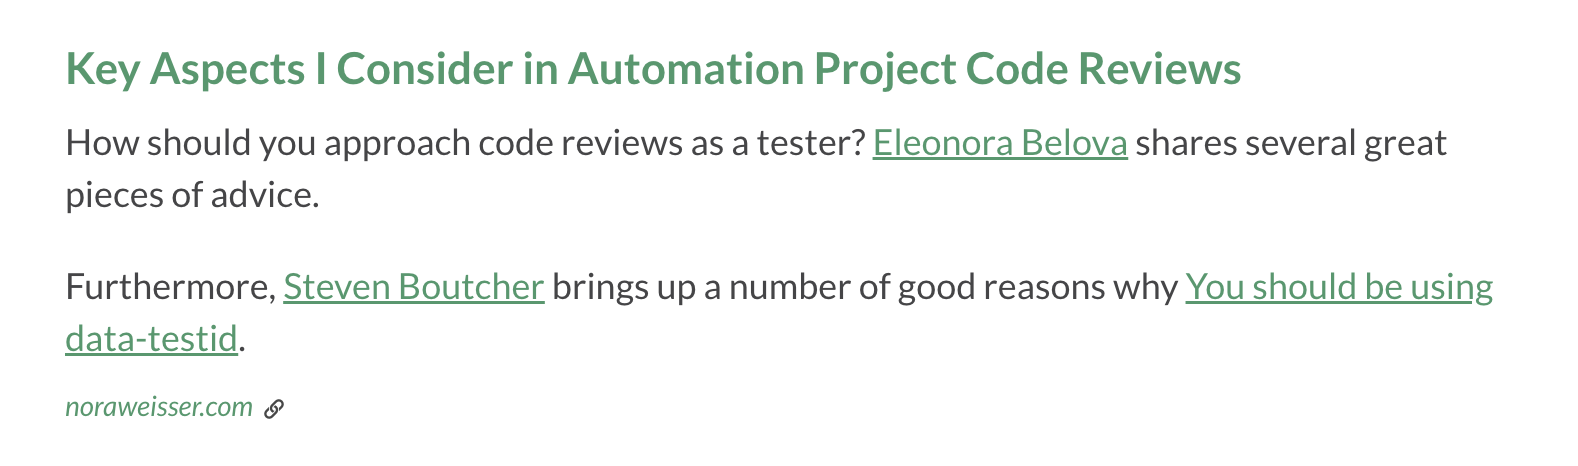 Key Aspects I Consider in Automation Project Code Reviews
How should you approach code reviews as a tester? Eleonora Belova shares several great
pieces of advice.
Furthermore, Steven Boutcher brings up a number of good reasons why You should be using
data-testid.
noraweisser.com